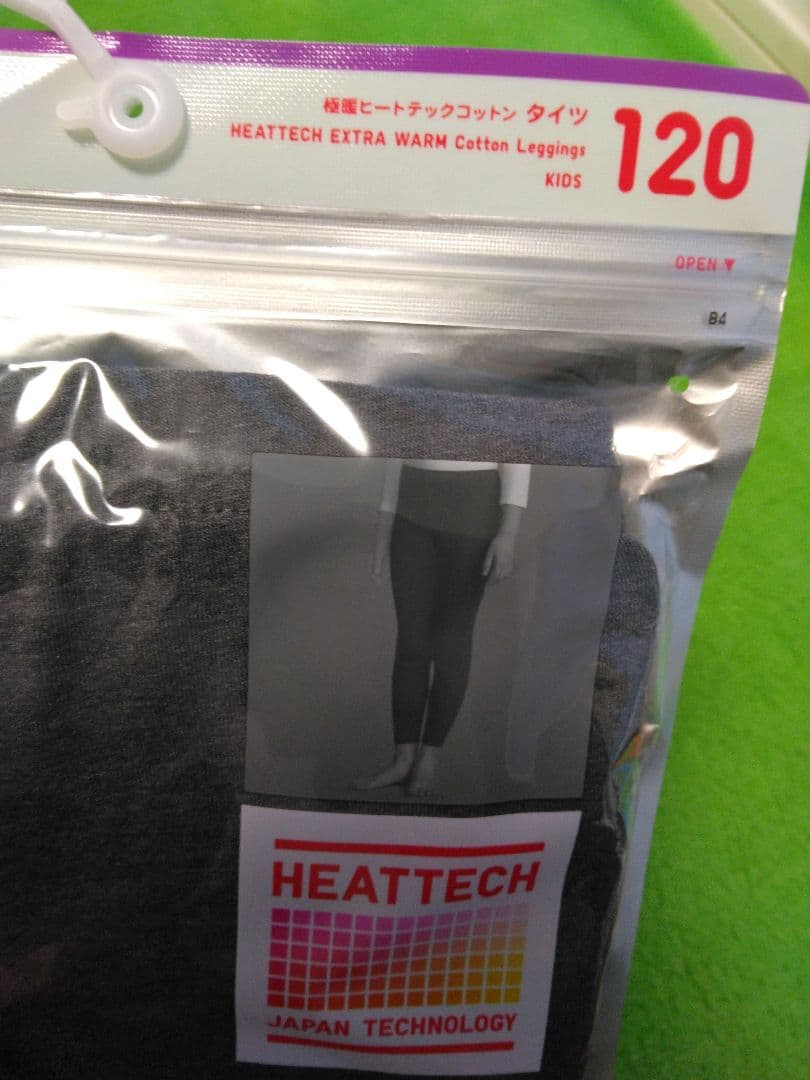 極暖ヒートテックコットン タイツ
HEATTECH EXTRA WARM Cotton Leggings
KIDS
120
OPEN ▼
84
HEATTECH
JAPAN TECHNOLOGY